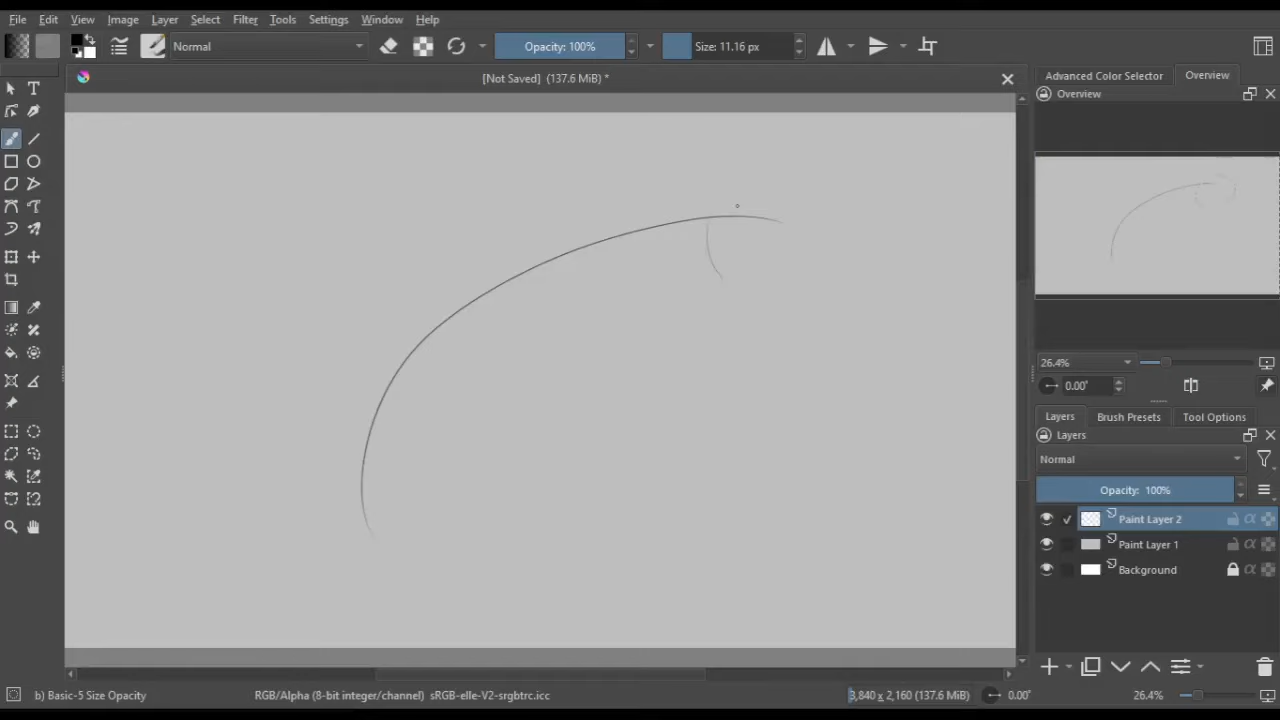 File Edit View Image Layer Select Filter Tools Settings Window Help
Normal Opacity: 100% Size: 11.16 px
[Not Saved] (137.6 MiB) *
Advanced Color Selector Overview
Overview
26.4%
0.00°
Layers Brush Presets Tool Options
Layers
Normal
Opacity: 100%
Paint Layer 2
Paint Layer 1
Background
b) Basic-5 Size Opacity RGB/Alpha (8-bit integer/channel) sRGB-elle-V2-srgbtrc.icc 3,840 x 2,160 (137.6 MiB) 0.00° 26.4%